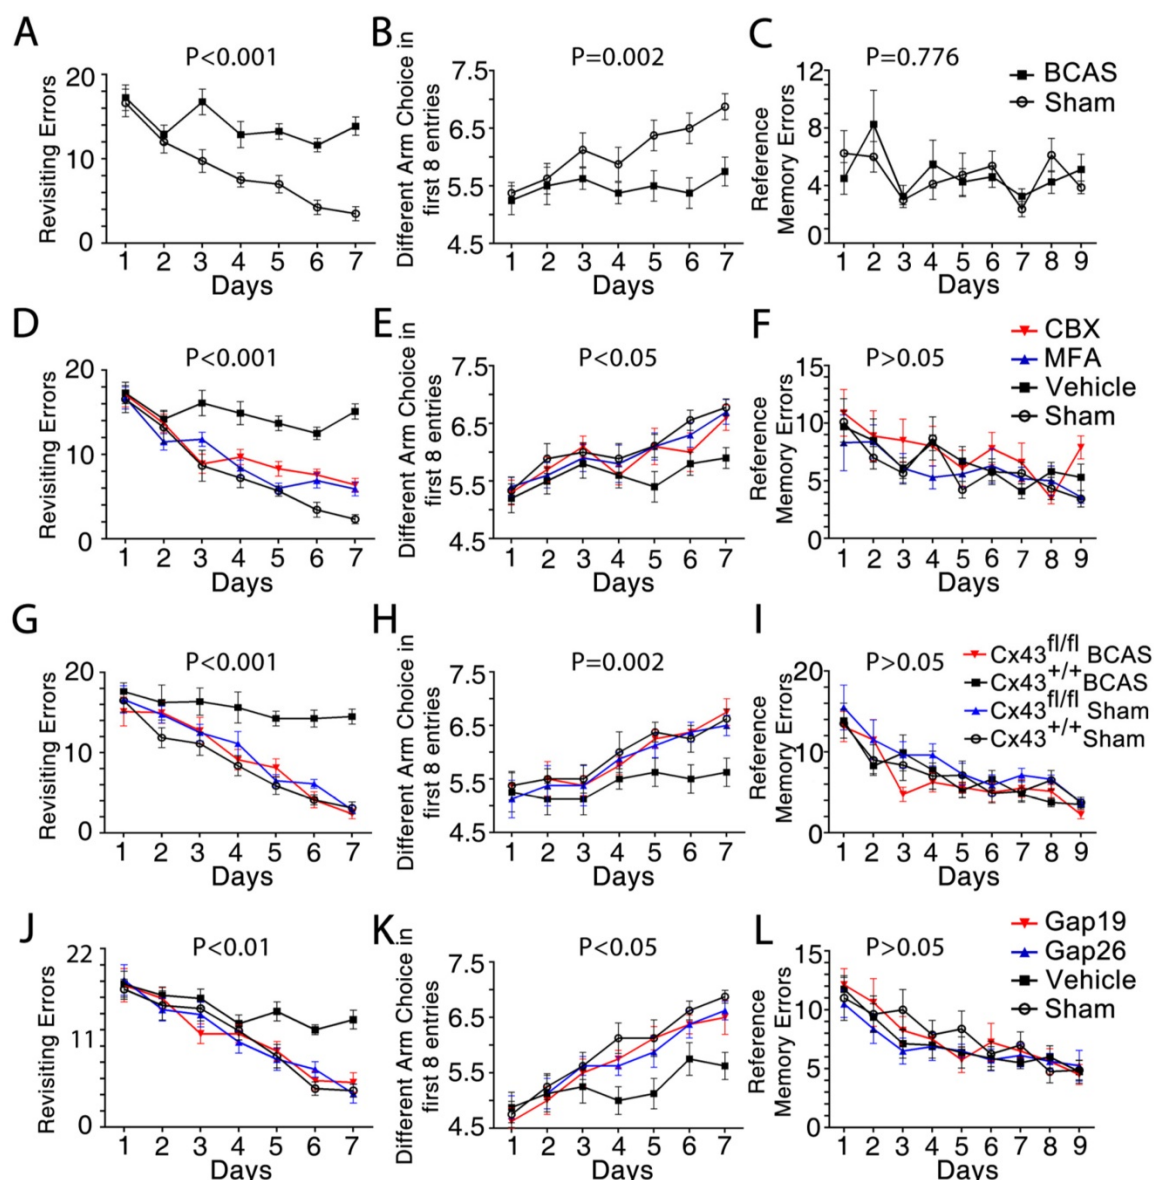 A
P<0.001
Revisiting Errors
20
10
0
1 2 3 4 5 6 7
Days
B
P=0.002
Different Arm Choice in
first 8 entries
7.5
6.5
5.5
4.5
1 2 3 4 5 6 7
Days
C
P=0.776
BCAS
Sham
Reference
Memory Errors
12
8
4
0
1 2 3 4 5 6 7 8 9
Days
D
P<0.001
Revisiting Errors
20
10
0
1 2 3 4 5 6 7
Days
E
P<0.05
Different Arm Choice in
first 8 entries
7.5
6.5
5.5
4.5
1 2 3 4 5 6 7
Days
F
P>0.05
CBX
MFA
Vehicle
Sham
Reference
Memory Errors
15
10
5
0
1 2 3 4 5 6 7 8 9
Days
G
P<0.001
Revisiting Errors
20
10
0
1 2 3 4 5 6 7
Days
H
P=0.002
Different Arm Choice in
first 8 entries
7.5
6.5
5.5
4.5
1 2 3 4 5 6 7
Days
I
P>0.05
Cx43fl/fl BCAS
Cx43+/+ BCAS
Cx43fl/fl Sham
Cx43+/+ Sham
Reference
Memory Errors
20
10
0
1 2 3 4 5 6 7 8 9
Days
J
P<0.01
Revisiting Errors
22
11
0
1 2 3 4 5 6 7
Days
K
P<0.05
Different Arm Choice in
first 8 entries
7.5
6.5
5.5
4.5
1 2 3 4 5 6 7
Days
L
P>0.05
Gap19
Gap26
Vehicle
Sham
Reference
Memory Errors
15
10
5
0
1 2 3 4 5 6 7 8 9
Days